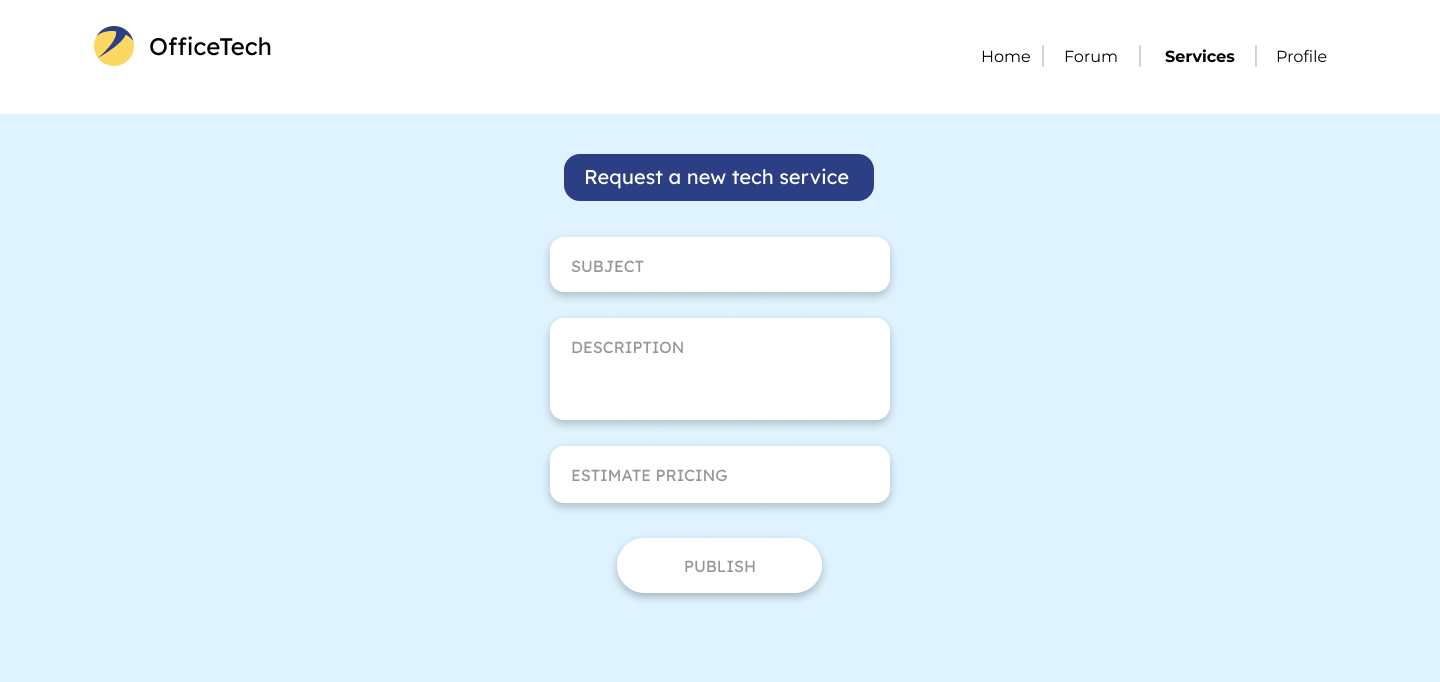 OfficeTech
Home Forum Services Profile
Request a new tech service
SUBJECT
DESCRIPTION
ESTIMATE PRICING
PUBLISH